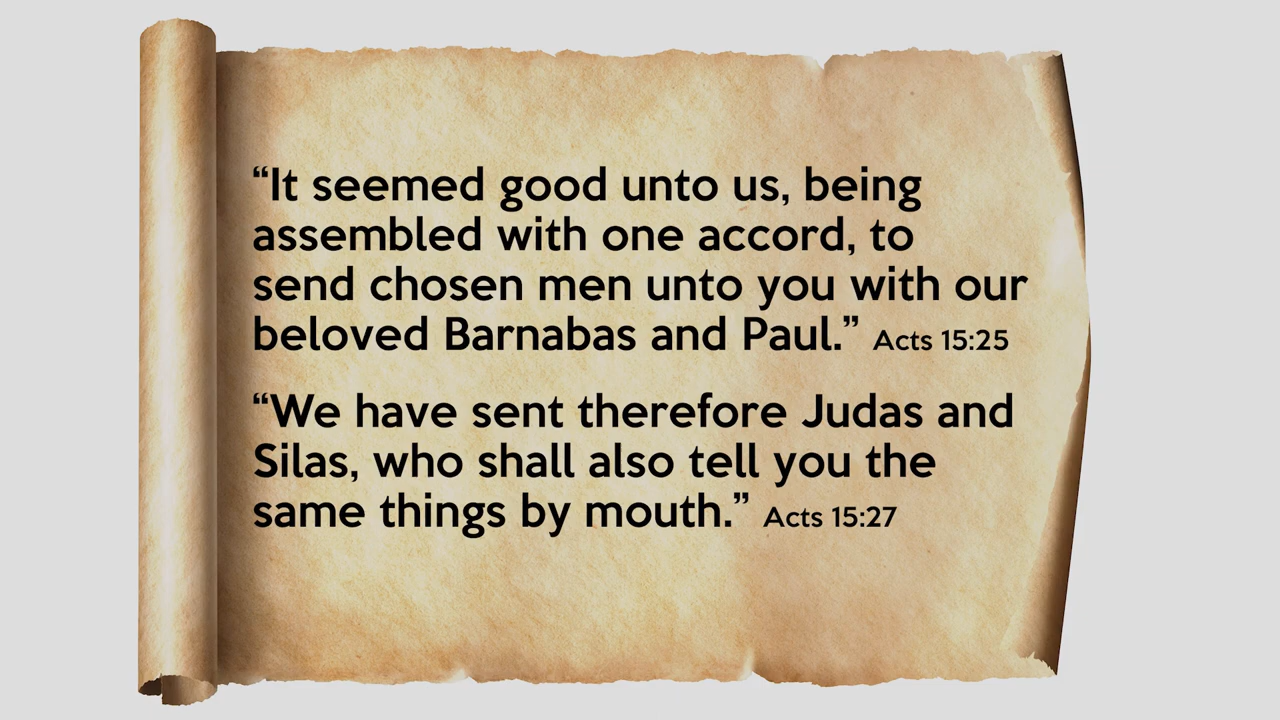 “It seemed good unto us, being
assembled with one accord, to
send chosen men unto you with our
beloved Barnabas and Paul.” Acts 15:25
“We have sent therefore Judas and
Silas, who shall also tell you the
same things by mouth.” Acts 15:27